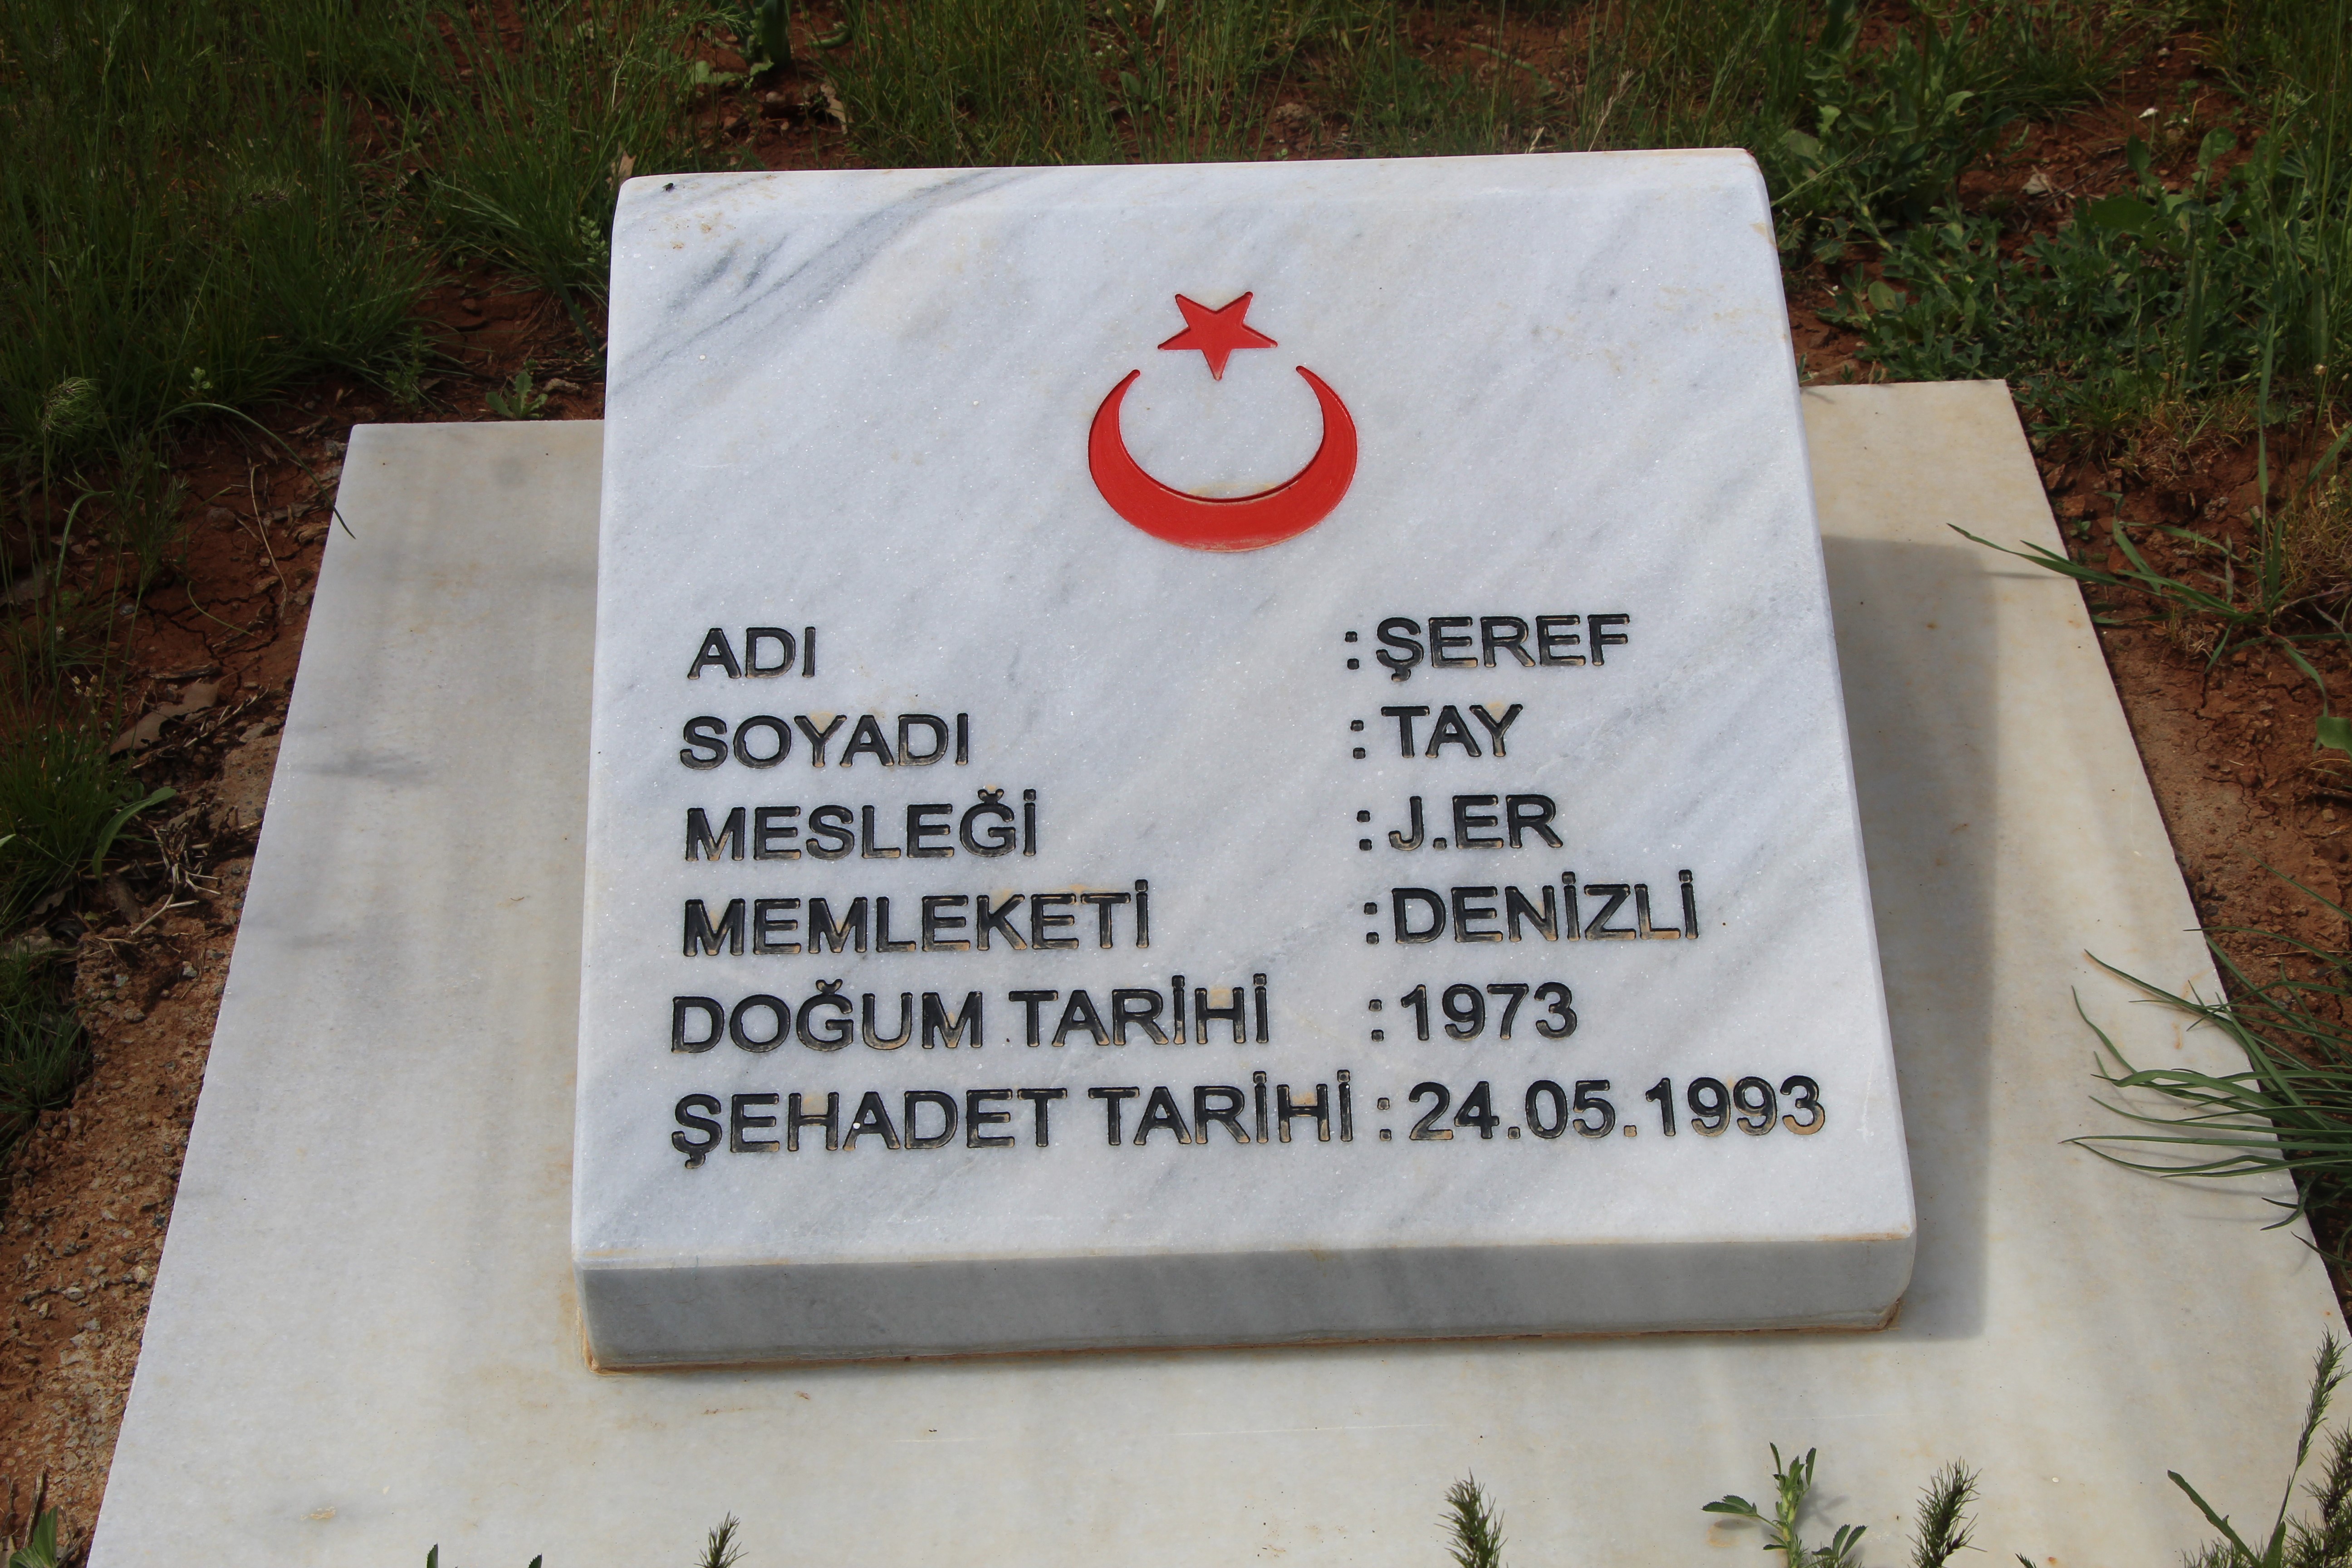 ADI : ŞEREF
SOYADI : TAY
MESLEĞİ : J.ER
MEMLEKETİ : DENİZLİ
DOĞUM TARİHİ : 1973
ŞEHADET TARİHİ : 24.05.1993